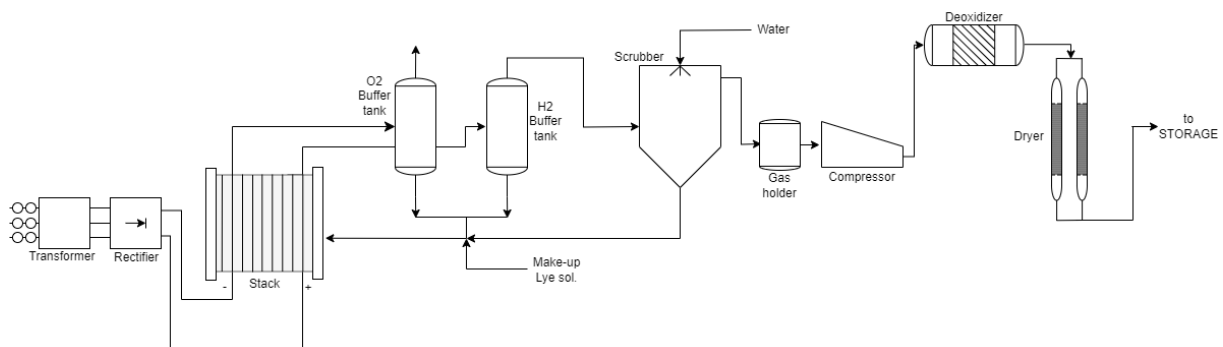 Deoxidizer
Water
Scrubber
O2
Buffer
tank
H2
Buffer
tank
Dryer
to
STORAGE
Gas
holder
Compressor
Transformer
Rectifier
-
Stack
+
Make-up
Lye sol.